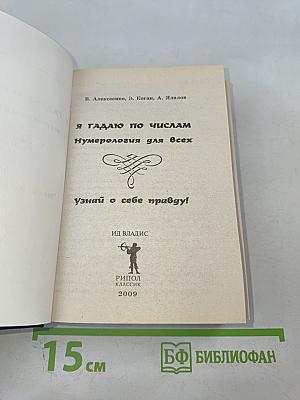 В. Алексеенко, Э. Коган, А. Ядлдов
Я ГАДАЮ ПО ЧИСЛАМ
Нумерология для всех
Узнай о себе правду!
ИД ВЛАДИС
РИПОЛ
КЛАССИК
2009
15 см
БФ БИБЛИОФАН